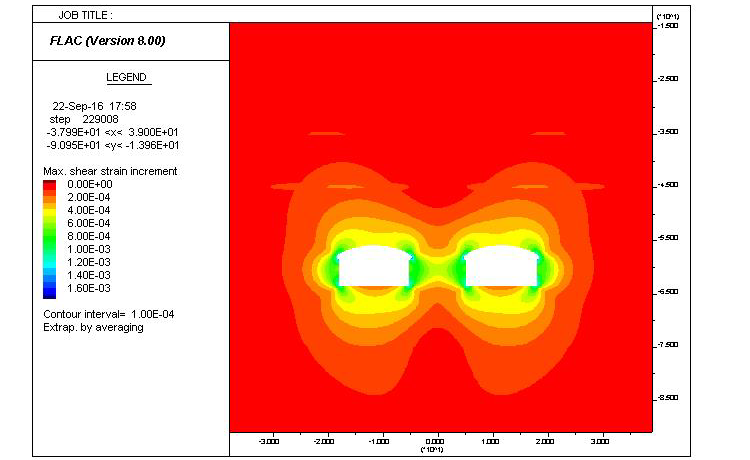 JOB TITLE :
FLAC (Version 8.00)
LEGEND
22-Sep-16 17:58
step 229008
-3.799E+01 <x< 3.900E+01
-9.095E+01 <y< -1.396E+01
Max. shear strain increment
0.00E+00
2.00E-04
4.00E-04
6.00E-04
8.00E-04
1.00E-03
1.20E-03
1.40E-03
1.60E-03
Contour interval= 1.00E-04
Extrap. by averaging
(*10^1)
-1.500
-2.500
-3.500
-4.500
-5.500
-6.500
-7.500
-8.500
-3.000 -2.000 -1.000 0.000 1.000 2.000 3.000
(*10^1)